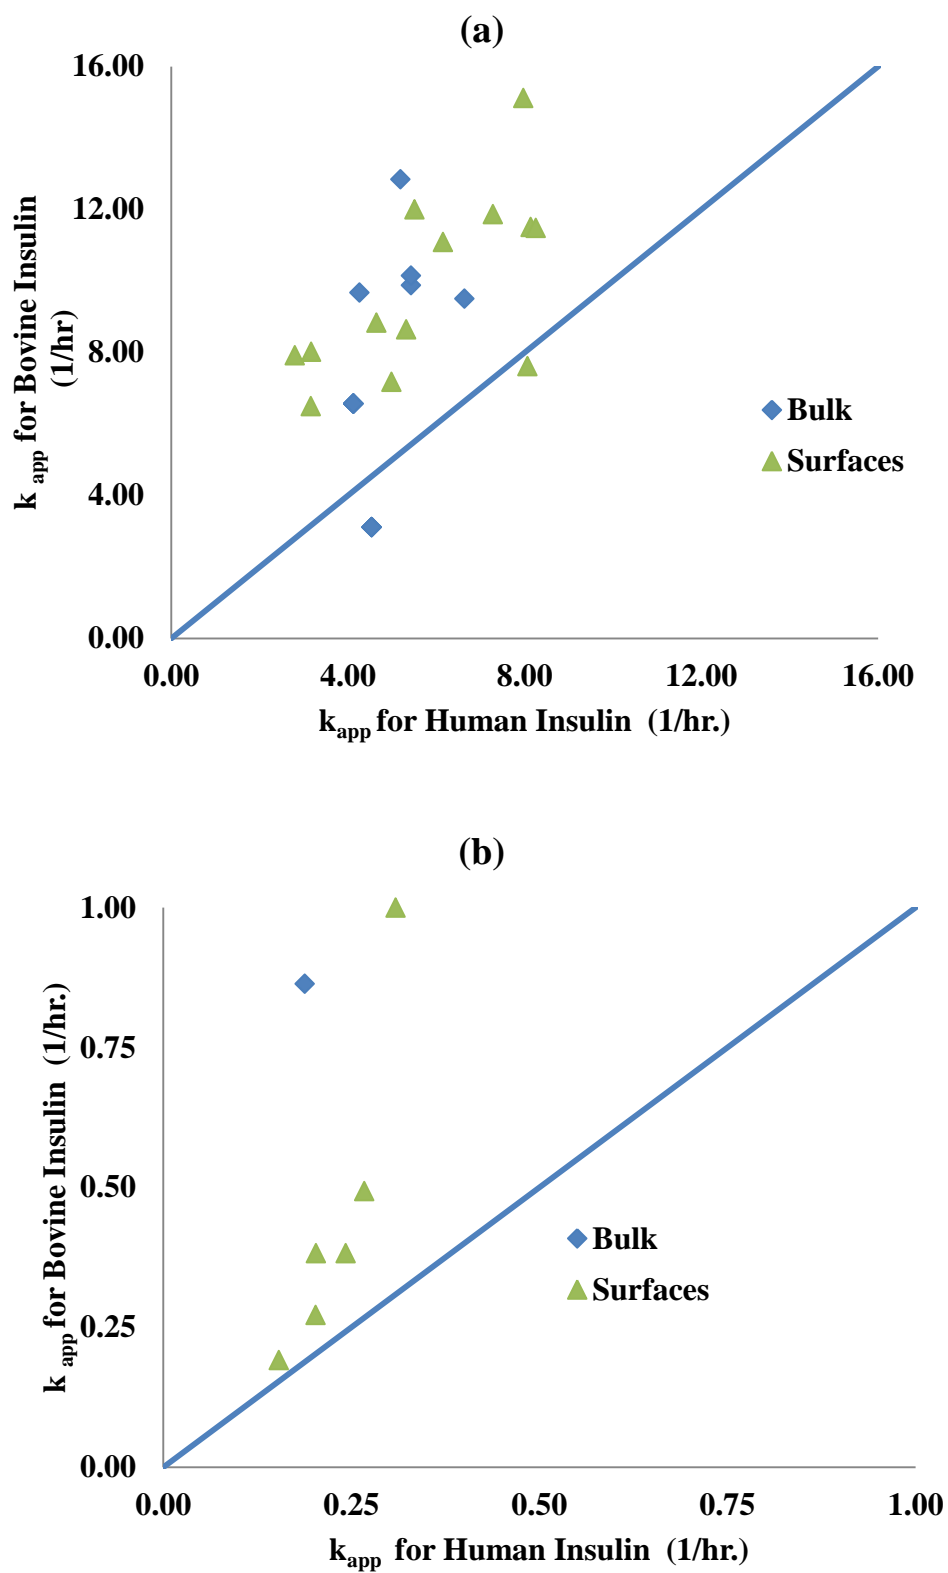 (a)
16.00
12.00
8.00
4.00
0.00
k app for Bovine Insulin
(1/hr)
Bulk
Surfaces
0.00 4.00 8.00 12.00 16.00
kapp for Human Insulin (1/hr.)
(b)
1.00
0.75
0.50
0.25
0.00
k app for Bovine Insulin (1/hr.)
Bulk
Surfaces
0.00 0.25 0.50 0.75 1.00
kapp for Human Insulin (1/hr.)